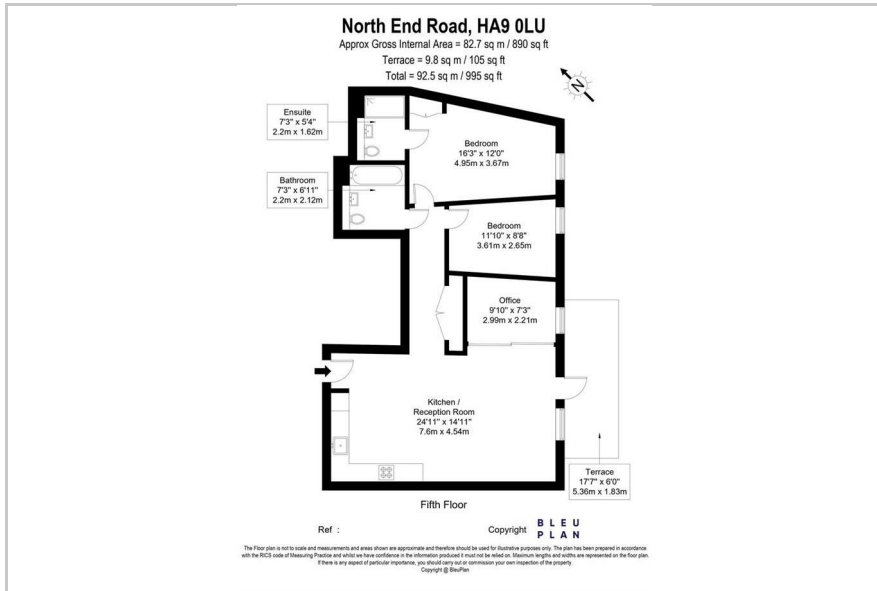 North End Road, HA9 0LU
Approx Gross Internal Area = 82.7 sq m / 890 sq ft
Terrace = 9.8 sq m / 105 sq ft
Total = 92.5 sq m / 995 sq ft
N
Ensuite
7'3" x 5'4"
2.2m x 1.62m
Bedroom
16'3" x 12'0"
4.95m x 3.67m
Bathroom
7'3" x 6'11"
2.2m x 2.12m
Bedroom
11'10" x 8'8"
3.61m x 2.65m
Office
9'10" x 7'3"
2.99m x 2.21m
Kitchen /
Reception Room
24'11" x 14'11"
7.6m x 4.54m
Terrace
17'7" x 6'0"
5.36m x 1.83m
Fifth Floor
Ref :
Copyright
BLEU
PLAN
The Floor plan is not to scale and measurements and areas shown are approximate and therefore should be used for illustrative purposes only. The plan has been prepared in accordance
with the RICS code of Measuring Practice and whilst we have confidence in the information produced it must not be relied on. Maximum lengths and widths are represented on the floor plan.
If there is any aspect of particular importance, you should carry out or commission your own inspection of the property.
Copyright @ BleuPlan